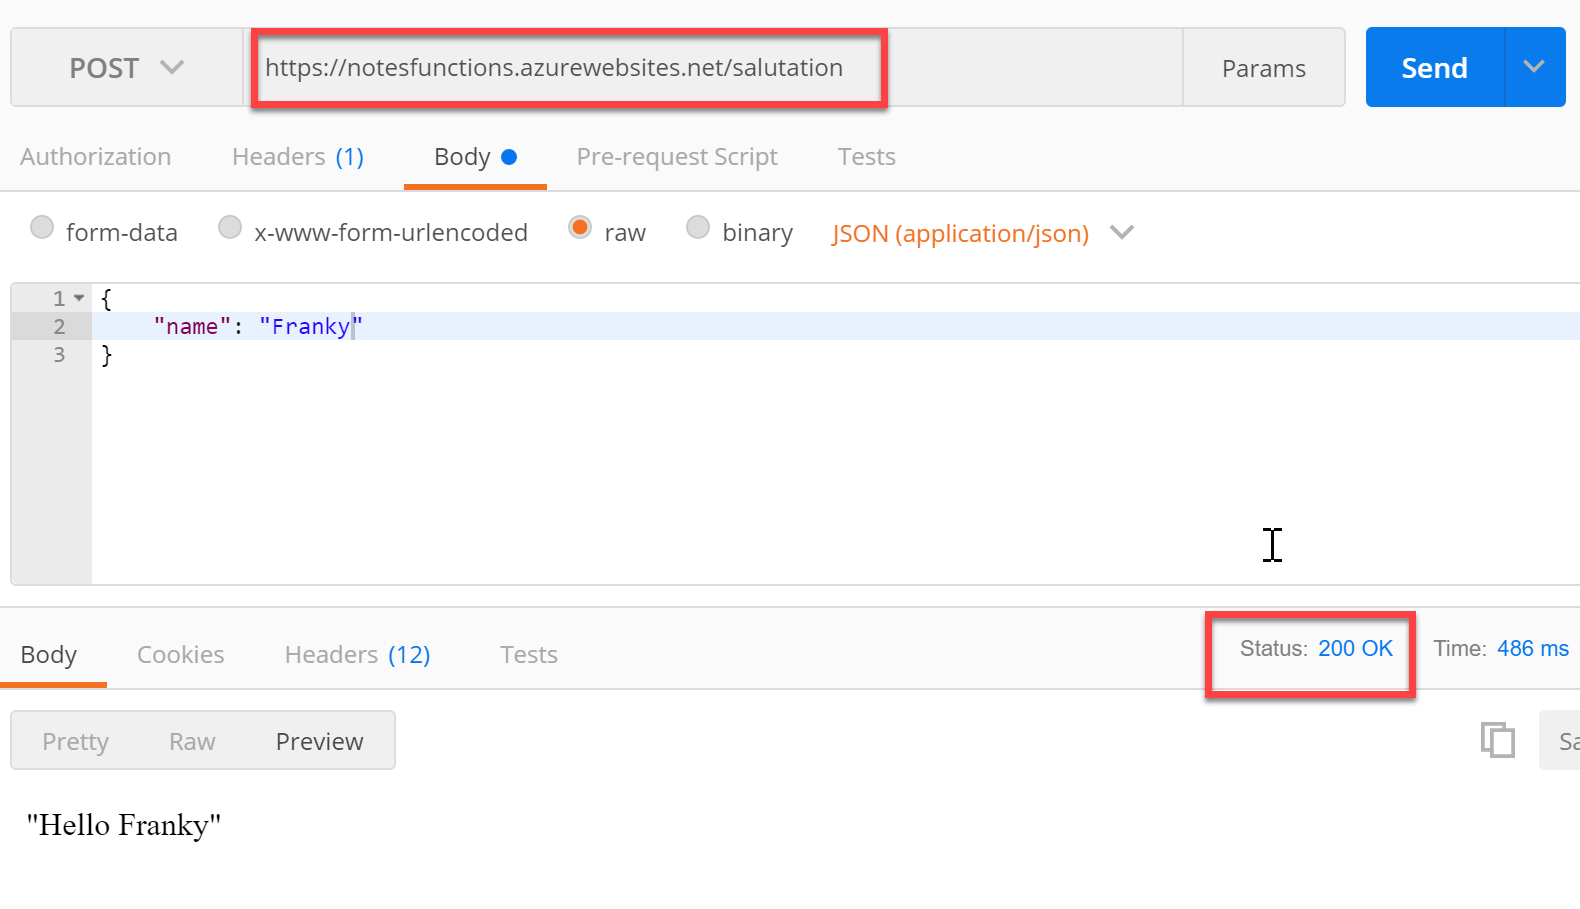 POST https://notesfunctions.azurewebsites.net/salutation Params Send
Authorization Headers (1) Body Pre-request Script Tests
form-data x-www-form-urlencoded raw binary JSON (application/json)
1 {
2 "name": "Franky"
3 }
Body Cookies Headers (12) Tests Status: 200 OK Time: 486 ms
Pretty Raw Preview
"Hello Franky"